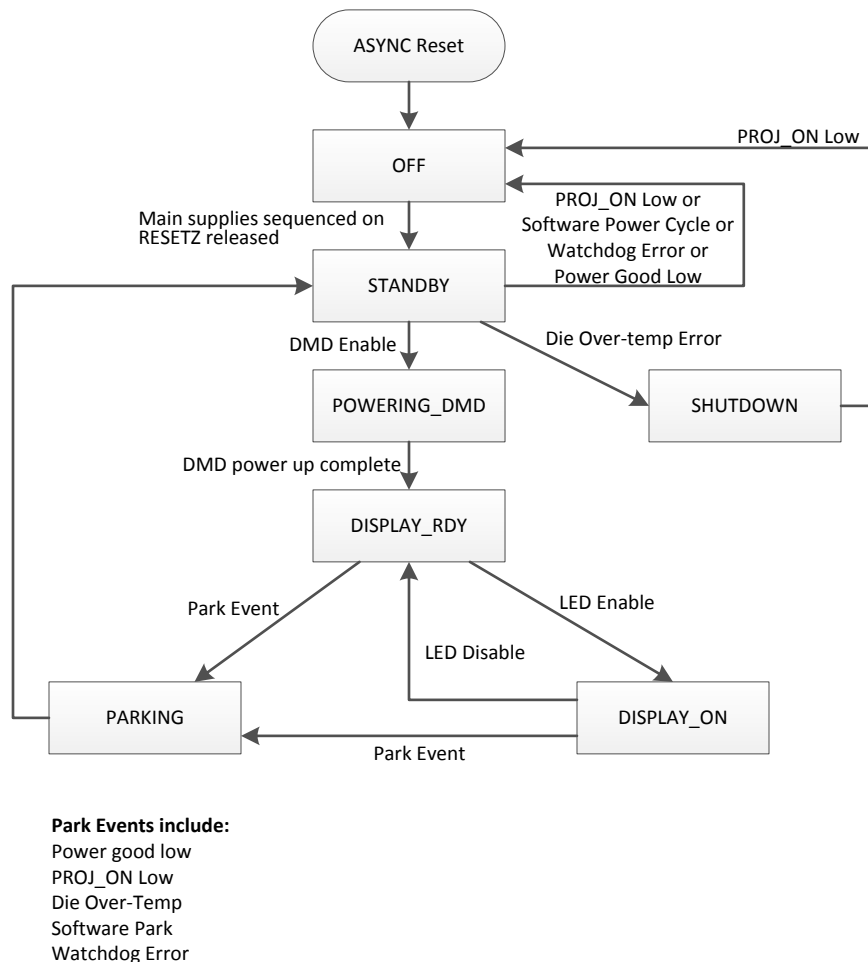 ASYNC Reset
PROJ_ON Low
OFF
Main supplies sequenced on
RESETZ released
PROJ_ON Low or
Software Power Cycle or
Watchdog Error or
Power Good Low
STANDBY
DMD Enable
Die Over-temp Error
POWERING_DMD
SHUTDOWN
DMD power up complete
DISPLAY_RDY
Park Event
LED Enable
LED Disable
PARKING
DISPLAY_ON
Park Event
Park Events include:
Power good low
PROJ_ON Low
Die Over-Temp
Software Park
Watchdog Error